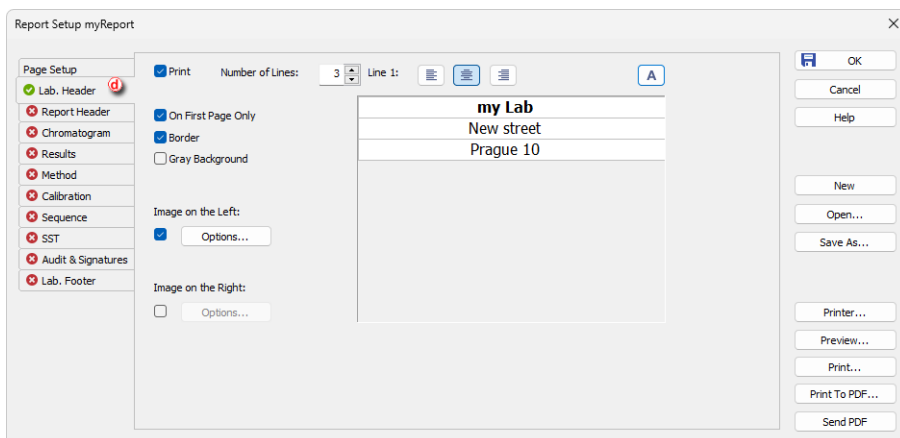 Report Setup myReport
Page Setup
Lab. Header
d
Report Header
Chromatogram
Results
Method
Calibration
Sequence
SST
Audit & Signatures
Lab. Footer
Print Number of Lines: 3 Line 1: A
On First Page Only
Border
Gray Background
Image on the Left:
Options...
Image on the Right:
Options...
my Lab
New street
Prague 10
OK
Cancel
Help
New
Open...
Save As...
Printer...
Preview...
Print...
Print To PDF...
Send PDF